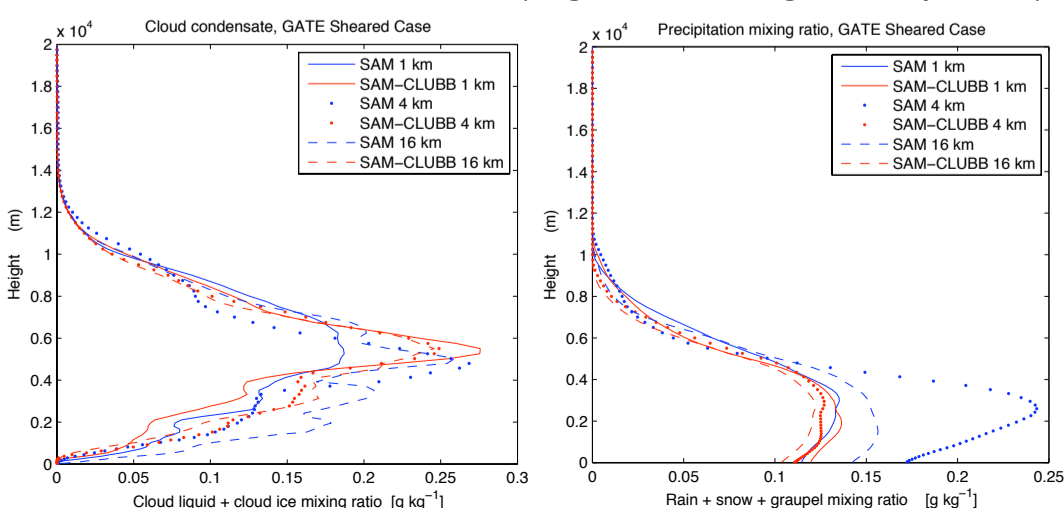 Cloud condensate, GATE Sheared Case
x 10⁴
2
1.8
1.6
1.4
1.2
1
0.8
0.6
0.4
0.2
0
Height (m)
SAM 1 km
SAM−CLUBB 1 km
SAM 4 km
SAM−CLUBB 4 km
SAM 16 km
SAM−CLUBB 16 km
0 0.05 0.1 0.15 0.2 0.25 0.3
Cloud liquid + cloud ice mixing ratio [g kg⁻¹]
Precipitation mixing ratio, GATE Sheared Case
x 10⁴
2
1.8
1.6
1.4
1.2
1
0.8
0.6
0.4
0.2
0
Height (m)
SAM 1 km
SAM−CLUBB 1 km
SAM 4 km
SAM−CLUBB 4 km
SAM 16 km
SAM−CLUBB 16 km
0 0.05 0.1 0.15 0.2 0.25
Rain + snow + graupel mixing ratio [g kg⁻¹]